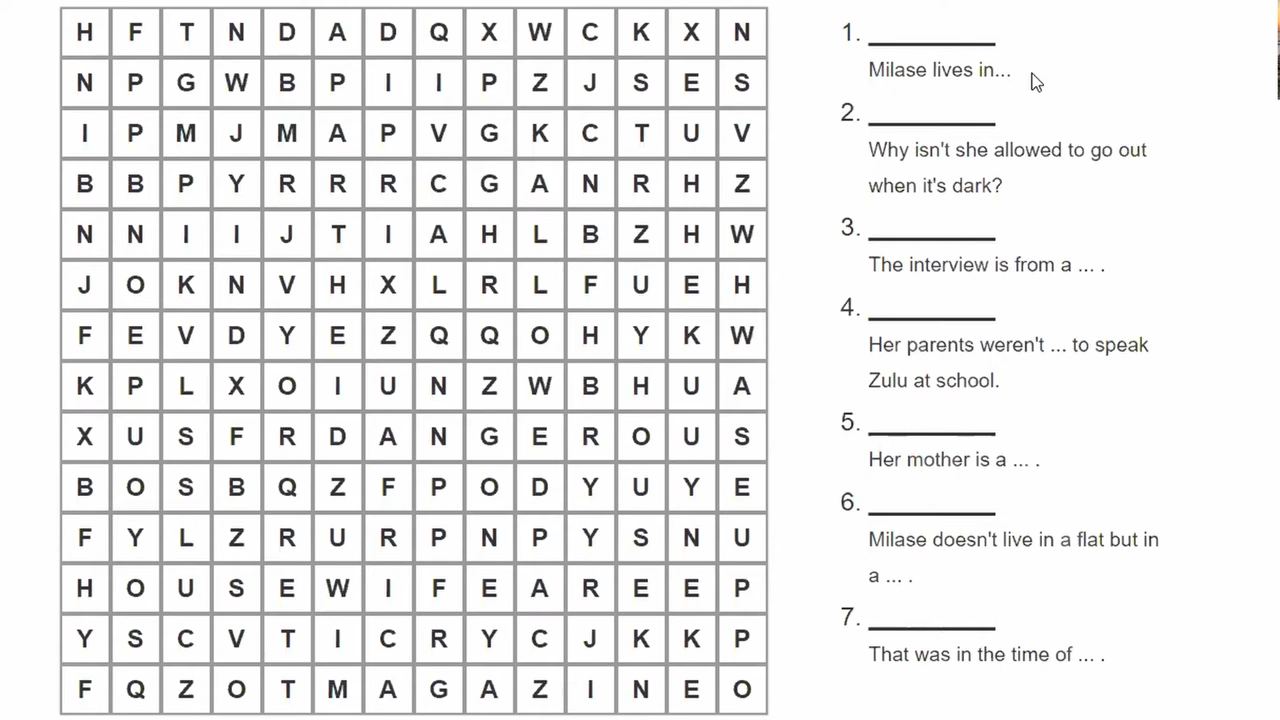 H F T N D A D Q X W C K X N
N P G W B P I I P Z J S E S
I P M J M A P V G K C T U V
B B P Y R R R C G A N R H Z
N N I I J T I A H L B Z H W
J O K N V H X L R L F U E H
F E V D Y E Z Q Q O H Y K W
K P L X O I U N Z W B H U A
X U S F R D A N G E R O U S
B O S B Q Z F P O D Y U Y E
F Y L Z R U R P N P Y S N U
H O U S E W I F E A R E E P
Y S C V T I C R Y C J K K P
F Q Z O T M A G A Z I N E O
1. __________
Milase lives in...
2. __________
Why isn't she allowed to go out
when it's dark?
3. __________
The interview is from a ... .
4. __________
Her parents weren't ... to speak
Zulu at school.
5. __________
Her mother is a ... .
6. __________
Milase doesn't live in a flat but in
a ... .
7. __________
That was in the time of ... .